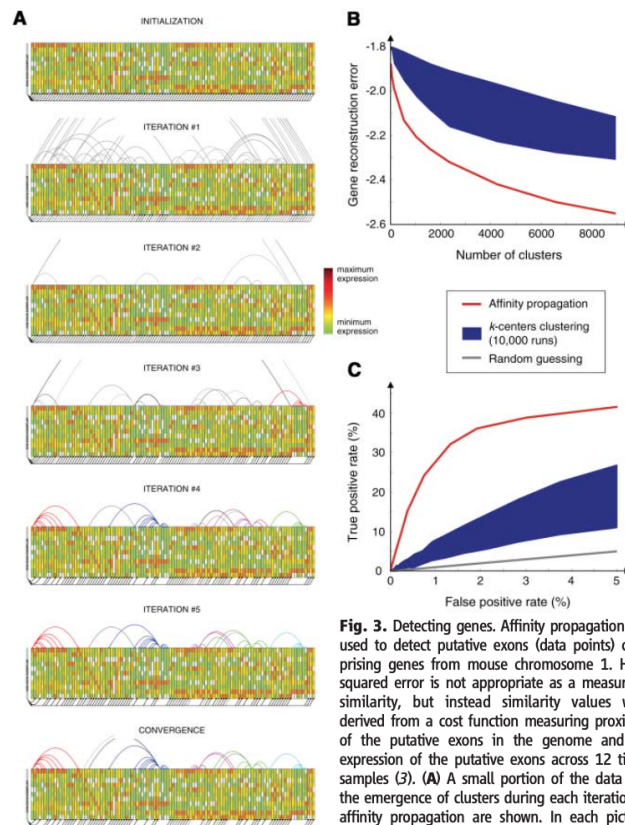 A
INITIALIZATION
ITERATION #1
ITERATION #2
maximum
expression
minimum
expression
ITERATION #3
ITERATION #4
ITERATION #5
CONVERGENCE
B
Gene reconstruction error
-1.8
-2.0
-2.2
-2.4
-2.6
0 2000 4000 6000 8000
Number of clusters
Affinity propagation
k-centers clustering
(10,000 runs)
Random guessing
C
True positive rate (%)
40
30
20
10
0
0 1 2 3 4 5
False positive rate (%)
Fig. 3. Detecting genes. Affinity propagation
used to detect putative exons (data points)
prising genes from mouse chromosome 1.
squared error is not appropriate as a measur
similarity, but instead similarity values
derived from a cost function measuring proxi
of the putative exons in the genome and
expression of the putative exons across 12 ti
samples (3). (A) A small portion of the data
the emergence of clusters during each iteratio
affinity propagation are shown. In each pict